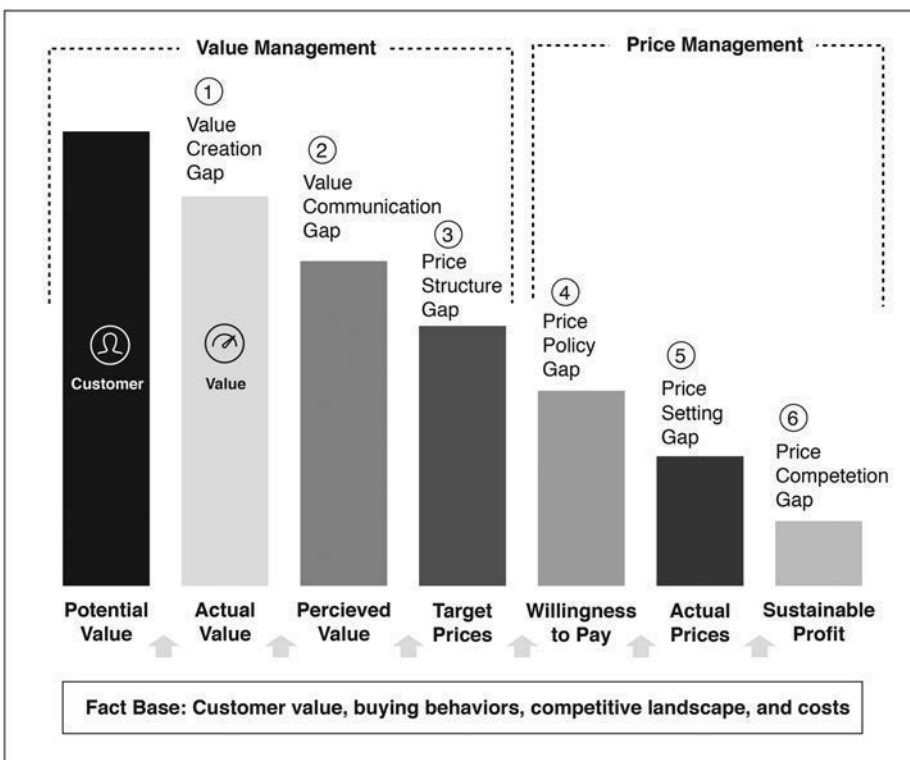 Value Management
Price Management
1
Value
Creation
Gap
2
Value
Communication
Gap
3
Price
Structure
Gap
4
Price
Policy
Gap
5
Price
Setting
Gap
6
Price
Competetion
Gap
Customer
Value
Potential
Value
Actual
Value
Percieved
Value
Target
Prices
Willingness
to Pay
Actual
Prices
Sustainable
Profit
Fact Base: Customer value, buying behaviors, competitive landscape, and costs